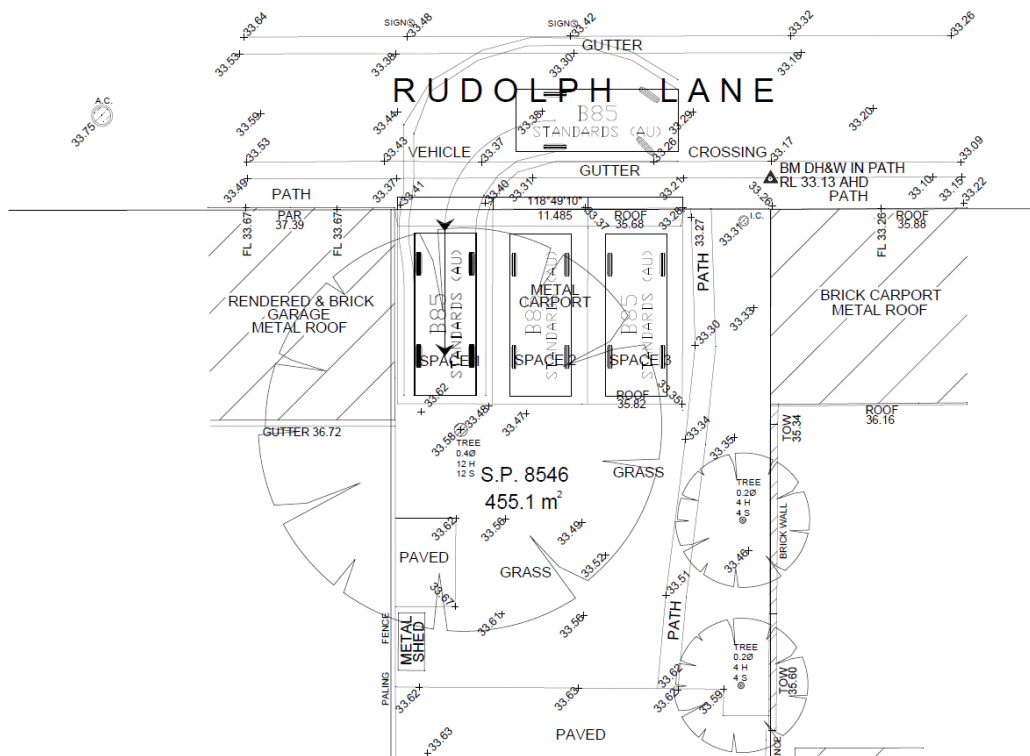 33.64
SIGN
33.48
SIGN
33.42
33.32
33.26
33.53
33.38
33.30
GUTTER
33.18
RUDOLPH LANE
A.C.
33.75
33.59
33.44
33.38
B85
STANDARDS (AU)
33.29
33.20
33.53
33.43
VEHICLE
33.37
33.26
CROSSING
33.17
33.09
BM DH&W IN PATH
RL 33.13 AHD
33.49
PATH
33.37
33.41
33.40
33.31
GUTTER
33.21
33.26
PATH
33.10
33.15
33.22
FL 33.67
PAR
37.39
FL 33.67
118°49'10"
11.485
33.37
ROOF
35.68
33.28
33.27
33.31
I.C.
FL 33.26
ROOF
35.88
RENDERED & BRICK
GARAGE
METAL ROOF
B85
STANDARDS (AU)
SPACE 1
METAL
CARPORT
B85
STANDARDS (AU)
SPACE 2
B85
STANDARDS (AU)
SPACE 3
PATH
33.30
33.33
BRICK CARPORT
METAL ROOF
33.62
33.48
33.47
ROOF
35.82
33.35
33.34
33.35
TOW
35.34
ROOF
36.16
GUTTER 36.72
33.58
TREE
0.4Ø
12 H
12 S
S.P. 8546
455.1 m²
GRASS
TREE
0.2Ø
4 H
4 S
BRICK WALL
33.62
33.56
33.49
PAVED
GRASS
33.52
33.46
33.67
33.51
33.61
33.56
FENCE
METAL
SHED
PATH
TREE
0.2Ø
4 H
4 S
TOW
35.60
PALING
33.62
33.63
33.62
33.62
33.59
33.63
PAVED